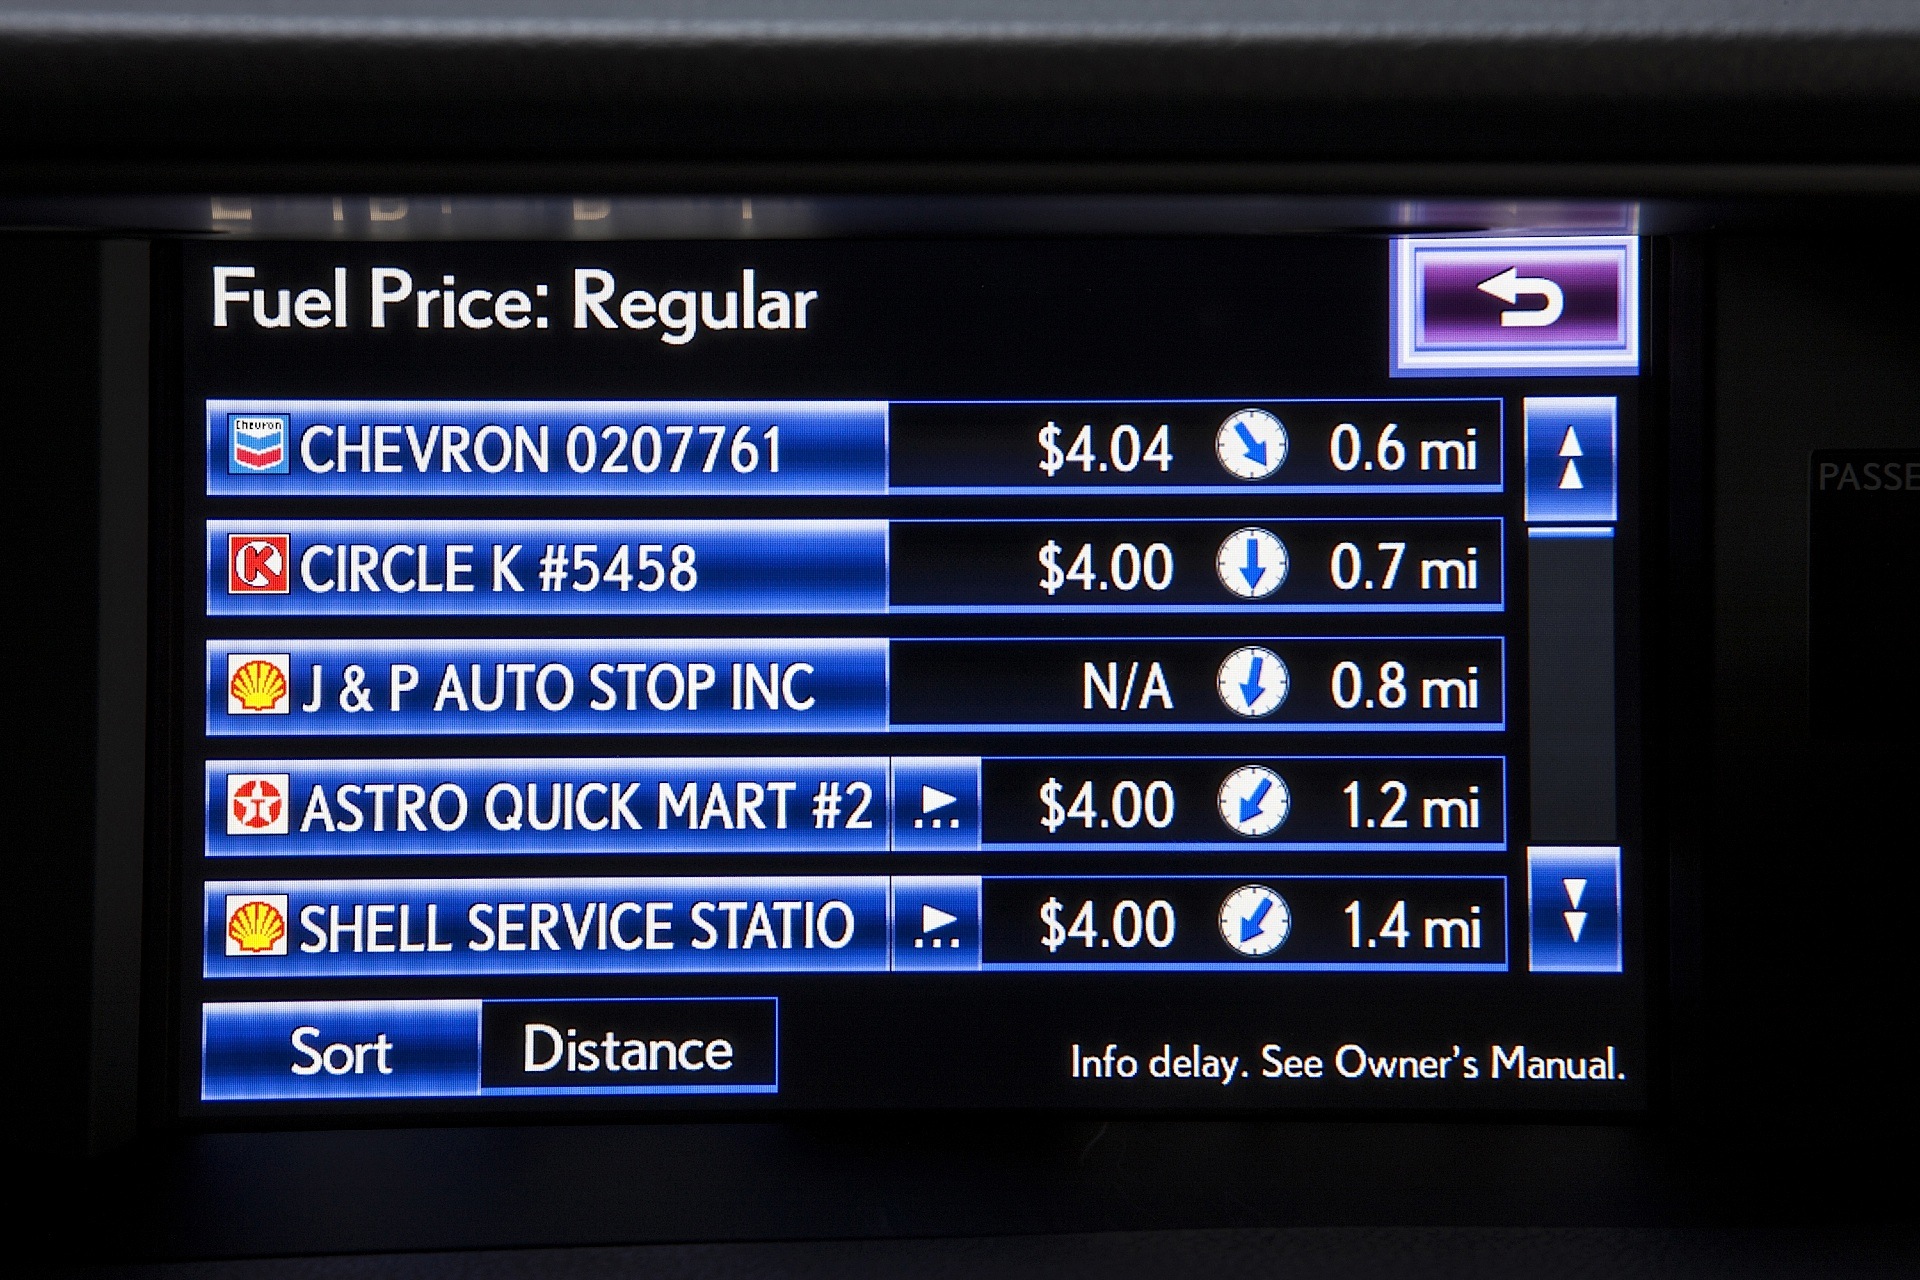 Fuel Price: Regular
Chevron CHEVRON 0207761 $4.04 0.6 mi
K CIRCLE K #5458 $4.00 0.7 mi
J & P AUTO STOP INC N/A 0.8 mi
T ASTRO QUICK MART #2 $4.00 1.2 mi
SHELL SERVICE STATIO $4.00 1.4 mi
Sort Distance
Info delay. See Owner's Manual.